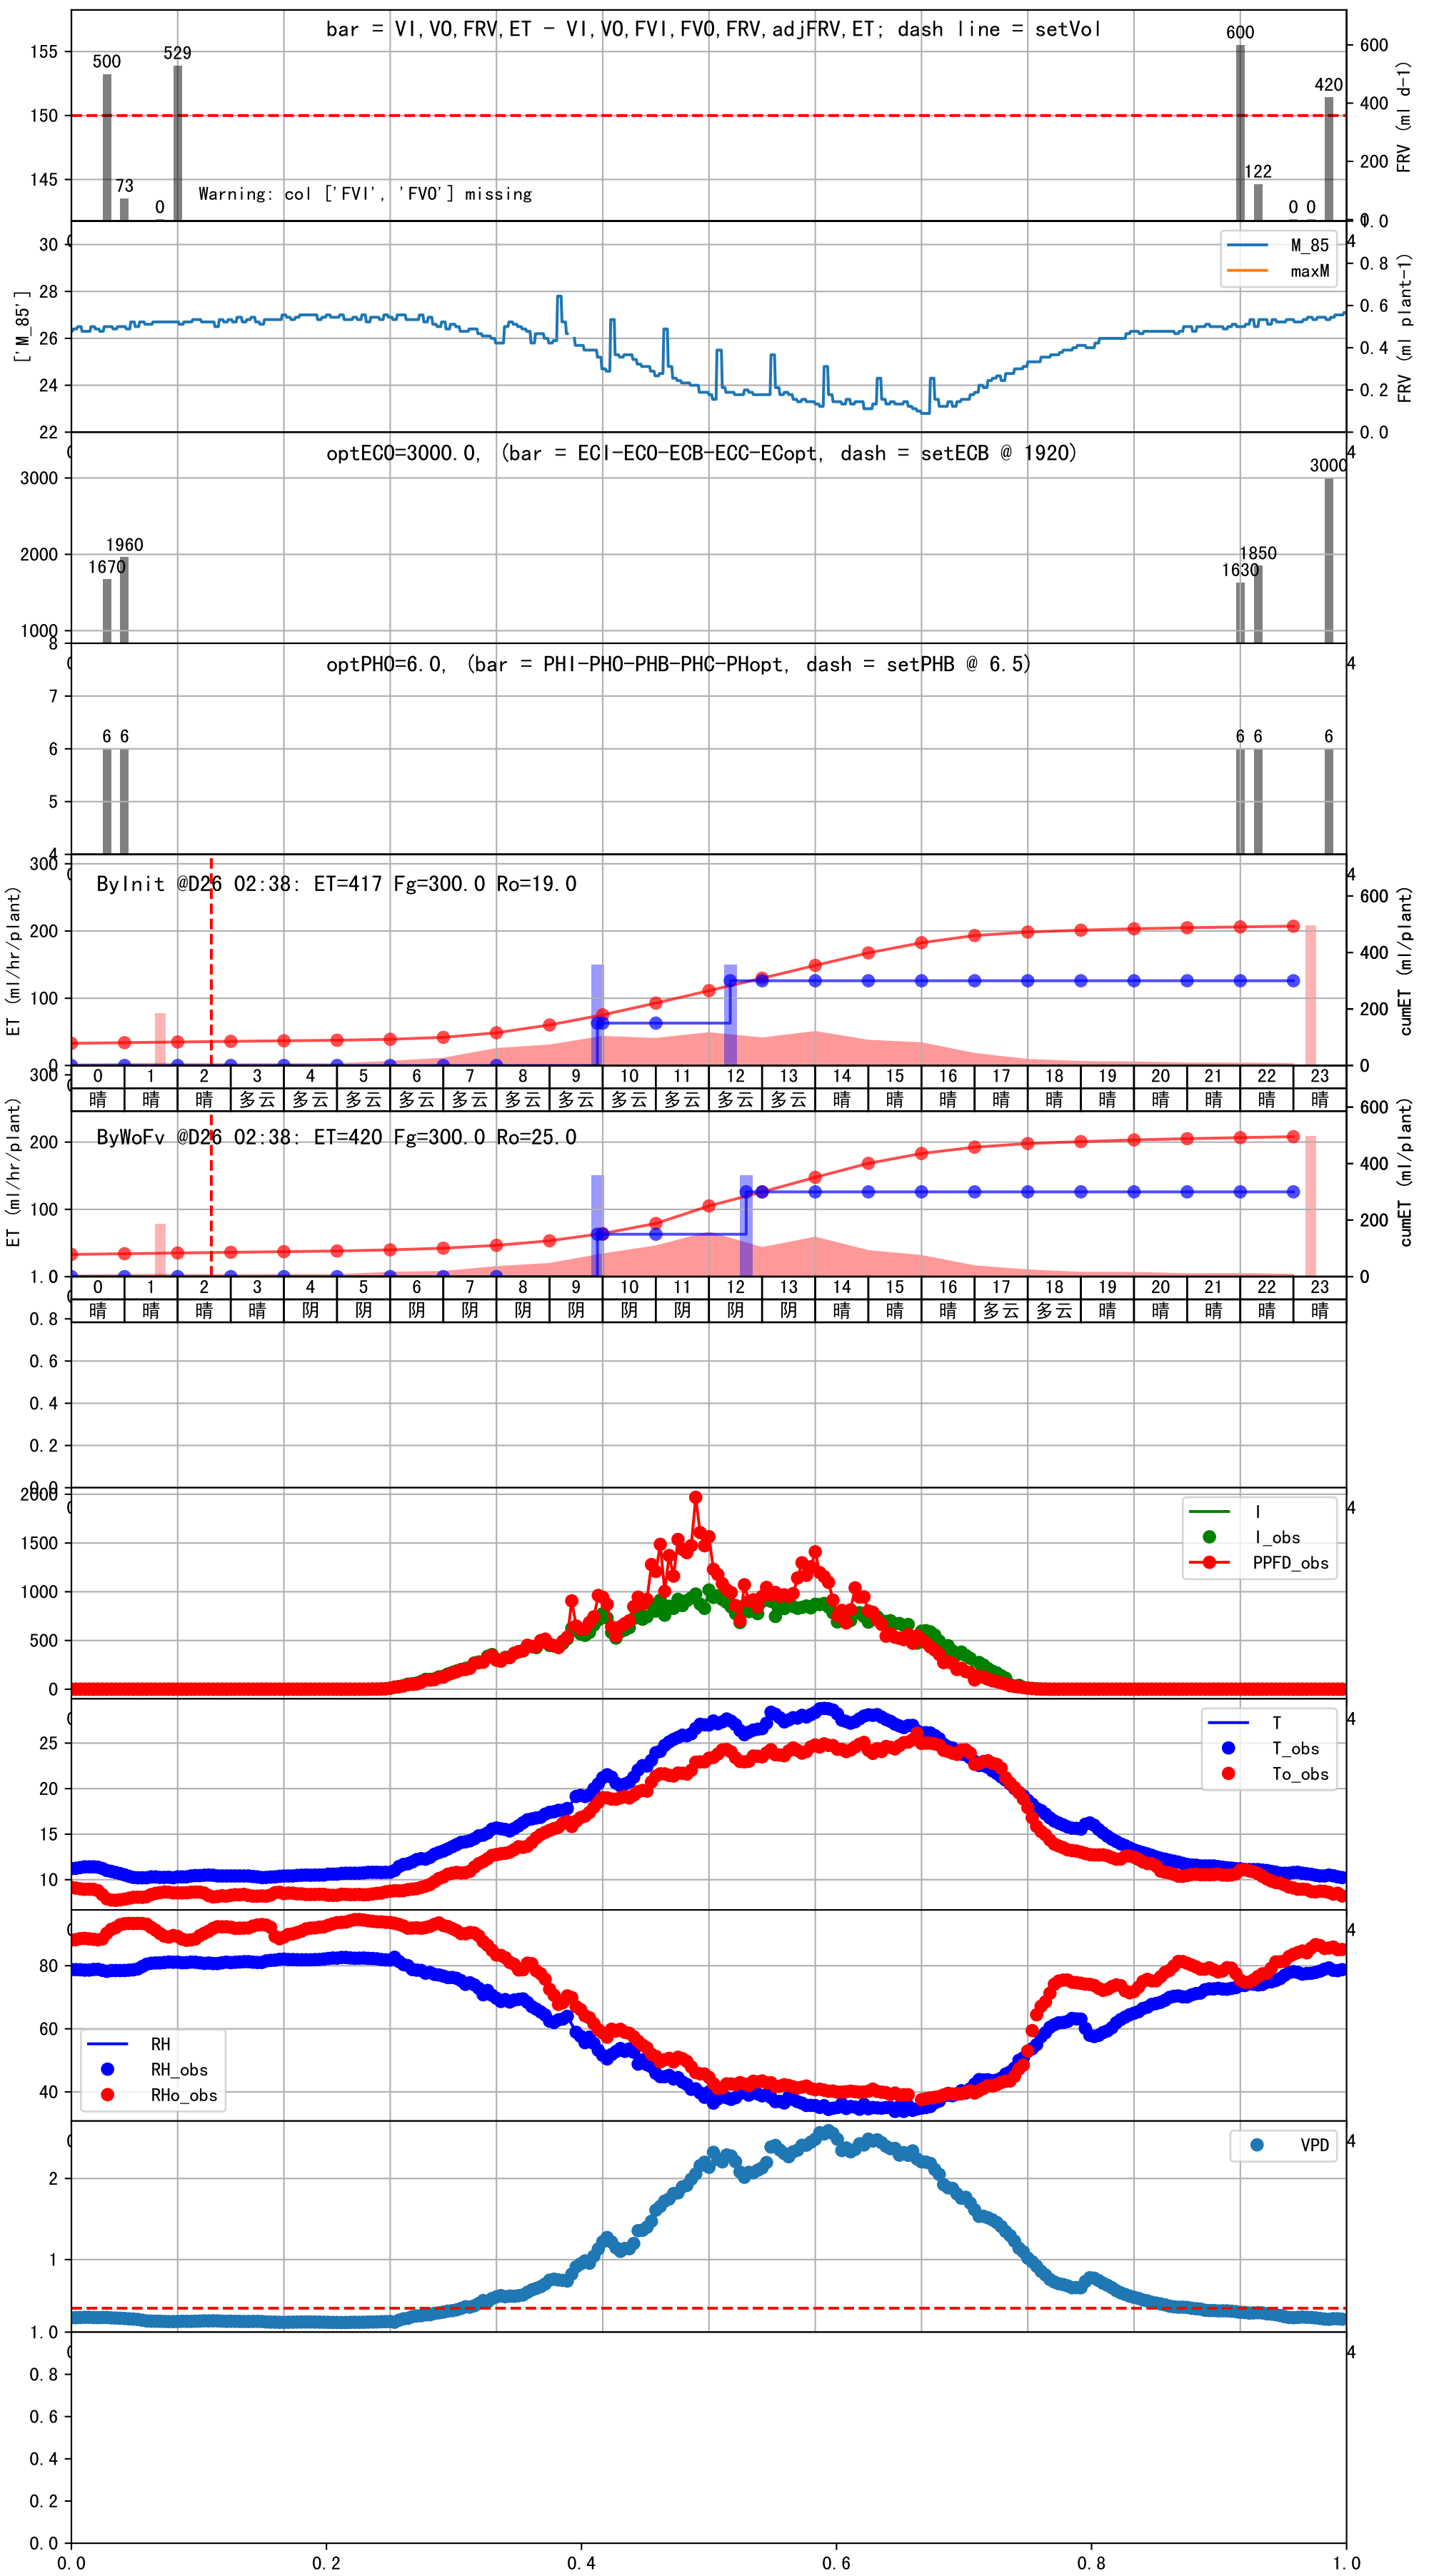 bar = VI,VO,FRV,ET - VI,VO,FVI,FVO,FRV,adjFRV,ET; dash line = setVol
155
150
145
500
73
0
529
Warning: col ['FVI', 'FVO'] missing
600
122
0
0
420
600
400
200
0
FRV (ml d-1)
1.0
0.8
0.6
0.4
0.2
0.0
FRV (ml plant-1)
30
28
26
24
22
['M_85']
M_85
maxM
optECO=3000.0, (bar = ECI-ECO-ECB-ECC-ECopt, dash = setECB @ 1920)
3000
2000
1000
1670
1960
1630
1850
3000
optPHO=6.0, (bar = PHI-PHO-PHB-PHC-PHopt, dash = setPHB @ 6.5)
8
7
6
5
4
6
6
6
6
6
ByInit @D26 02:38: ET=417 Fg=300.0 Ro=19.0
300
200
100
0
ET (ml/hr/plant)
600
400
200
0
cumET (ml/plant)
0 1 2 3 4 5 6 7 8 9 10 11 12 13 14 15 16 17 18 19 20 21 22 23
晴 晴 晴 多云 多云 多云 多云 多云 多云 多云 多云 多云 多云 多云 晴 晴 晴 晴 晴 晴 晴 晴 晴 晴
ByWoFv @D26 02:38: ET=420 Fg=300.0 Ro=25.0
300
200
100
ET (ml/hr/plant)
600
400
200
0
cumET (ml/plant)
0 1 2 3 4 5 6 7 8 9 10 11 12 13 14 15 16 17 18 19 20 21 22 23
晴 晴 晴 晴 阴 阴 阴 阴 阴 阴 阴 阴 阴 阴 晴 晴 晴 多云 多云 晴 晴 晴 晴 晴
1.0
0.8
0.6
0.4
0.2
0.0
2000
1500
1000
500
0
I
I_obs
PPFD_obs
25
20
15
10
T
T_obs
To_obs
80
60
40
RH
RH_obs
RHo_obs
2
1
VPD
1.0
0.8
0.6
0.4
0.2
0.0
0.0 0.2 0.4 0.6 0.8 1.0